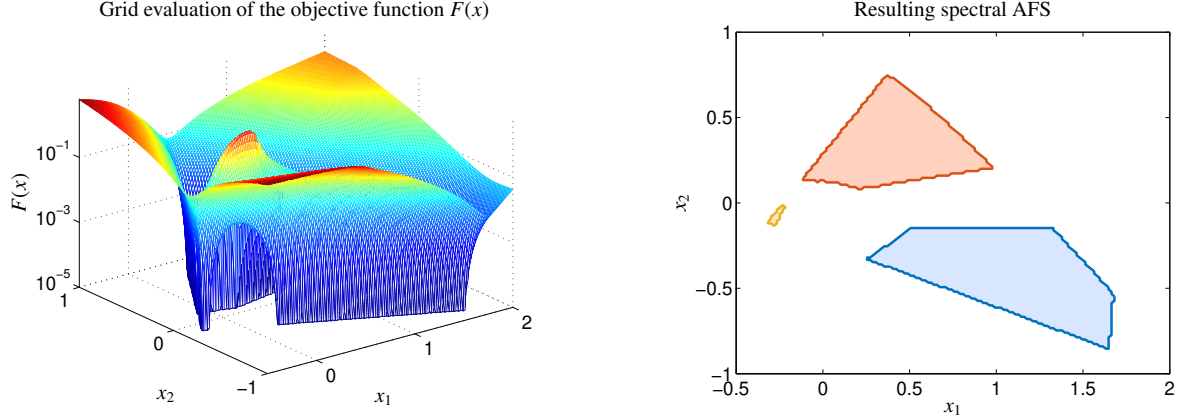 Grid evaluation of the objective function F(x)
10⁻¹
10⁻³
10⁻⁵
F(x)
1
0
−1
x₂
0
1
2
x₁
Resulting spectral AFS
1
0.5
0
−0.5
−1
x₂
−0.5
0
0.5
1
1.5
2
x₁